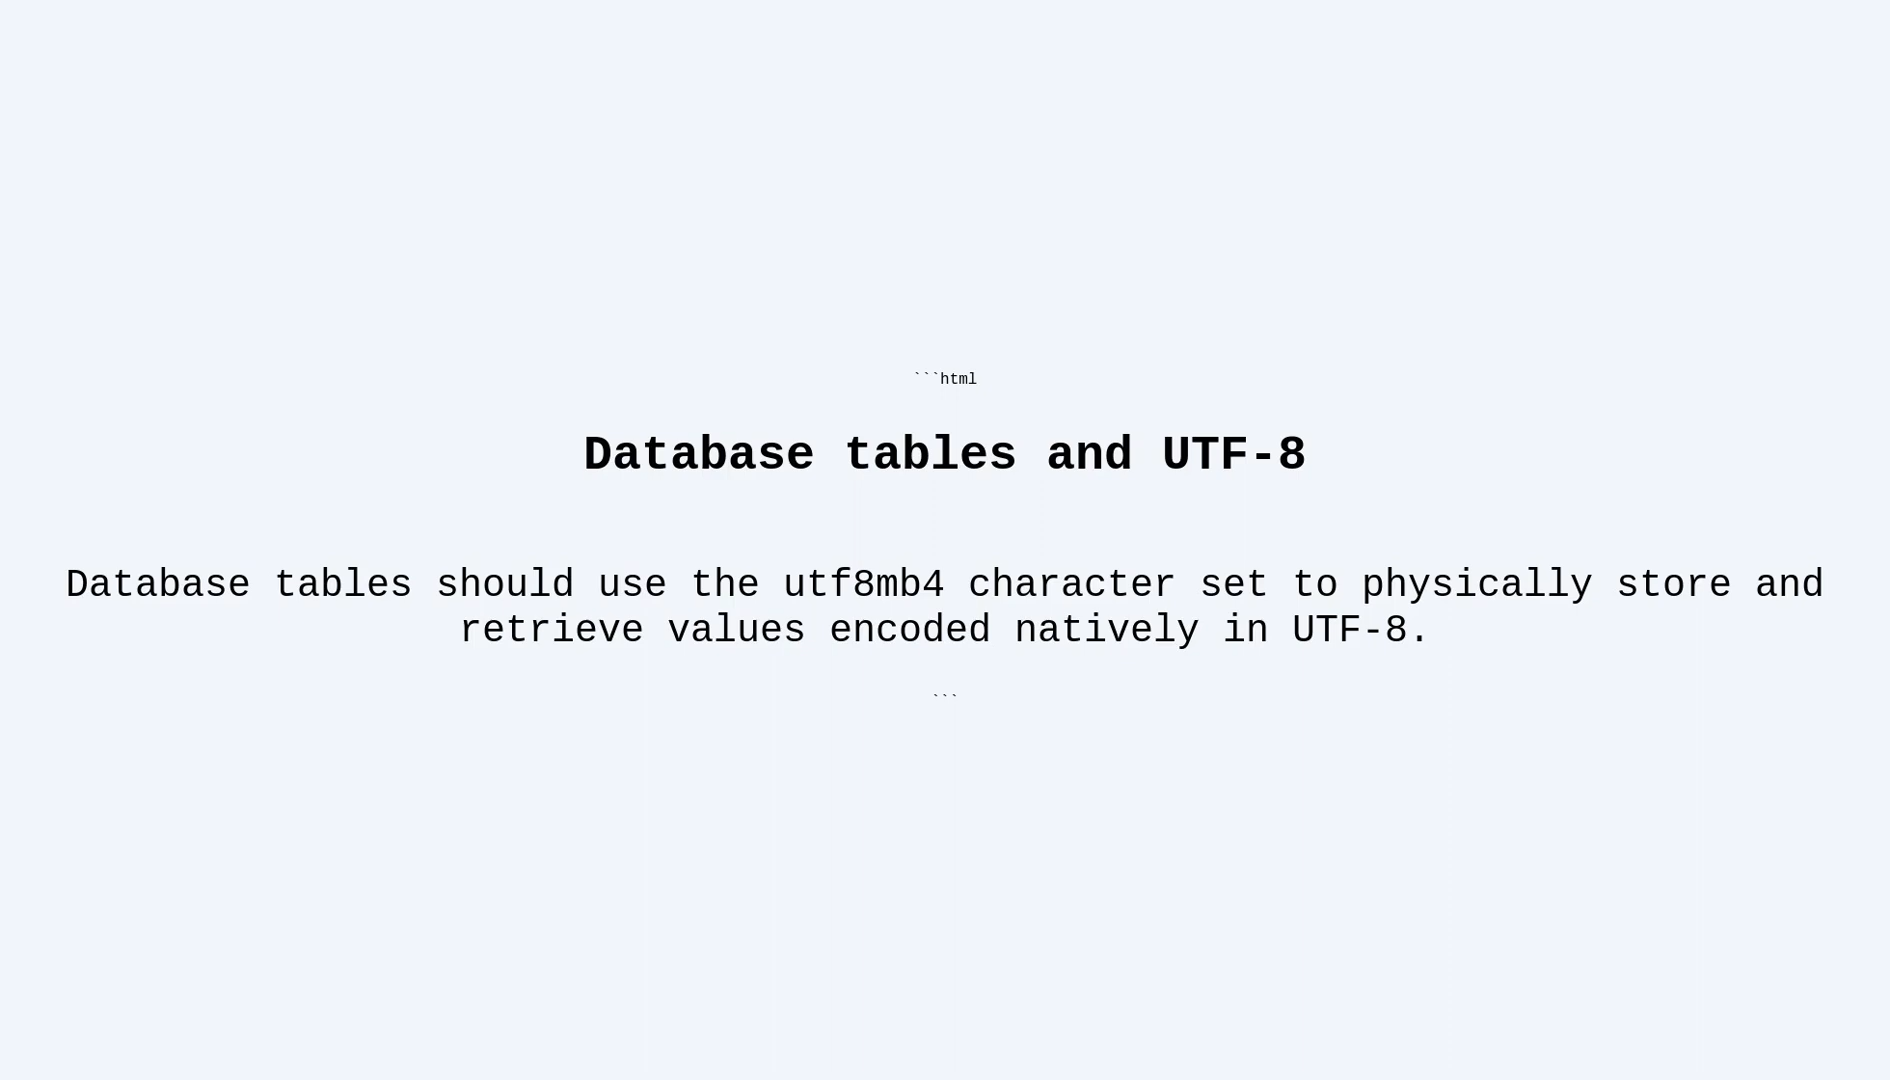 ```html
Database tables and UTF-8
Database tables should use the utf8mb4 character set to physically store and
retrieve values encoded natively in UTF-8.
```